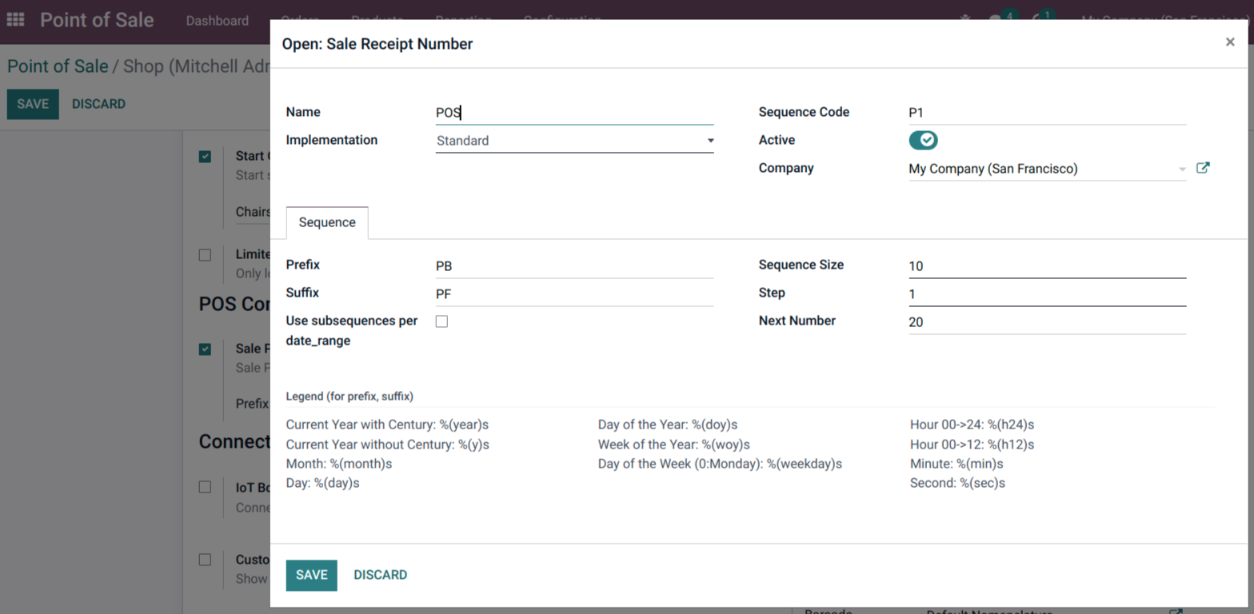 Point of Sale Dashboard
4 1
Open: Sale Receipt Number ×
Point of Sale / Shop (Mitchell Adm
SAVE DISCARD
Name POS Sequence Code P1
Implementation Standard Active
Company My Company (San Francisco)
Start
Start
Chairs
Sequence
Limite
Only
Prefix PB Sequence Size 10
Suffix PF Step 1
Use subsequences per
date_range
Next Number 20
POS Con
Sale P
Sale P
Prefix
Legend (for prefix, suffix)
Current Year with Century: %(year)s Day of the Year: %(doy)s Hour 00->24: %(h24)s
Current Year without Century: %(y)s Week of the Year: %(woy)s Hour 00->12: %(h12)s
Month: %(month)s Day of the Week (0:Monday): %(weekday)s Minute: %(min)s
Day: %(day)s Second: %(sec)s
Connect
IoT Bo
Conne
Custo
Show
SAVE DISCARD